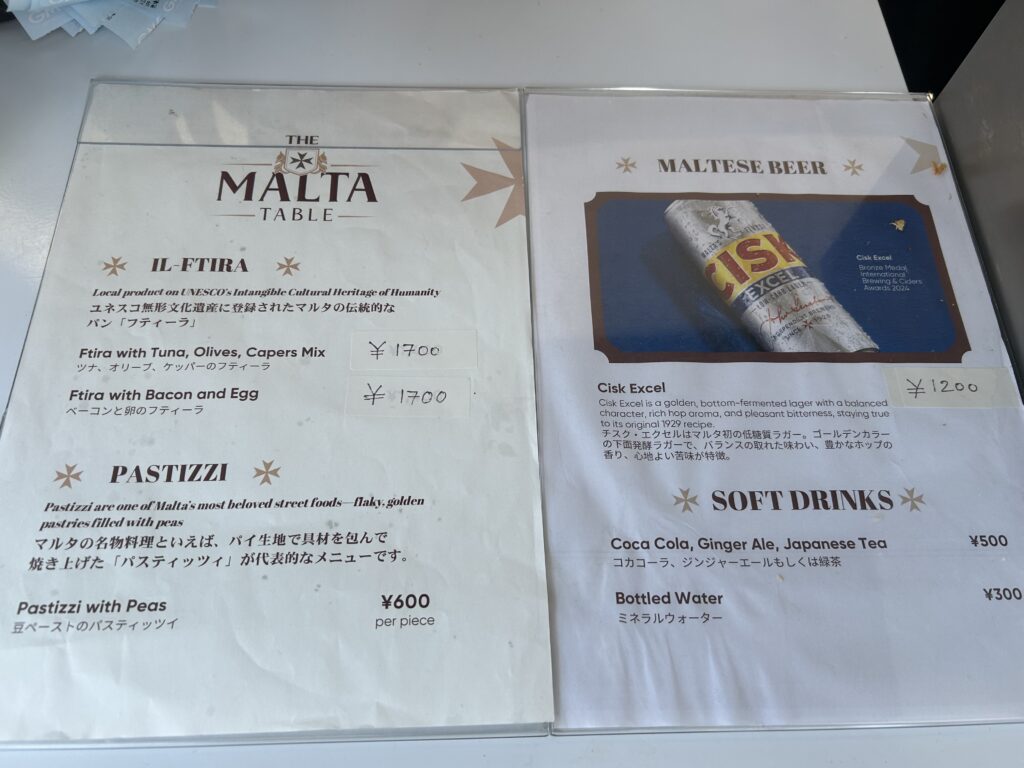 THE
MALTA
TABLE
IL-FTIRA
Local product on UNESCO's Intangible Cultural Heritage of Humanity
ユネスコ無形文化遺産に登録されたマルタの伝統的な
パン「フティーラ」
Ftira with Tuna, Olives, Capers Mix
¥1700
ツナ、オリーブ、ケッパーのフティーラ
Ftira with Bacon and Egg
¥1700
ベーコンと卵のフティーラ
PASTIZZI
Pastizzi are one of Malta's most beloved street foods—flaky, golden
pastries filled with peas
マルタの名物料理といえば、パイ生地で具材を包んで
焼き上げた「パスティッツィ」が代表的なメニューです。
Pastizzi with Peas
¥600
豆ペーストのパスティッツイ
per piece
MALTESE BEER
CISK
EXCEL
Cisk Excel
Bronze Medal
International
Brewing & Ciders
Awards 2024
Cisk Excel
¥1200
Cisk Excel is a golden, bottom-fermented lager with a balanced
character, rich hop aroma, and pleasant bitterness, staying true
to its original 1929 recipe.
チスク・エクセルはマルタ初の低糖質ラガー。ゴールデンカラー
の下面発酵ラガーで、バランスの取れた味わい、豊かなホップの
香り、心地よい苦味が特徴。
SOFT DRINKS
Coca Cola, Ginger Ale, Japanese Tea
¥500
コカコーラ、ジンジャーエールもしくは緑茶
Bottled Water
¥300
ミネラルウォーター